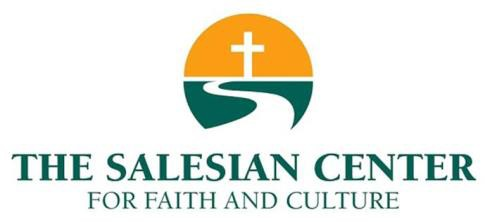 THE SALESIAN CENTER
FOR FAITH AND CULTURE